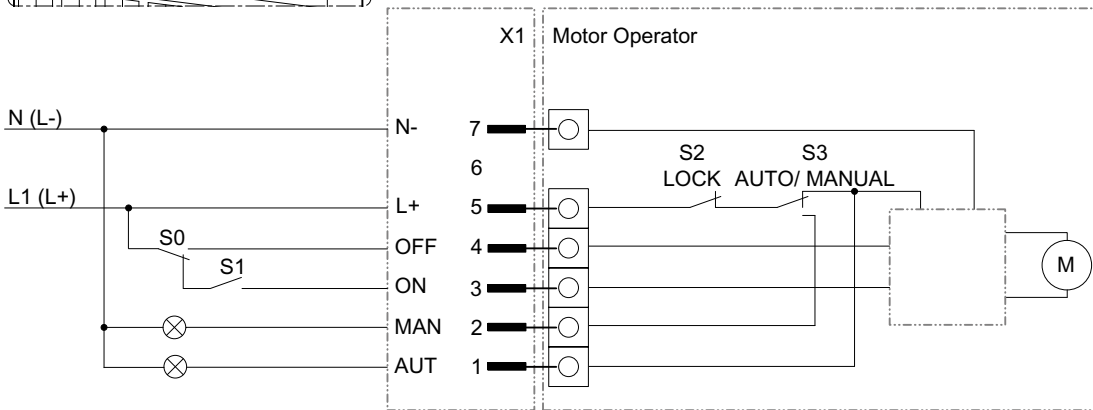 X1 Motor Operator
N (L-) N- 7
6
S2 S3
LOCK AUTO/ MANUAL
L1 (L+) L+ 5
S0 OFF 4
S1 ON 3
M
MAN 2
AUT 1